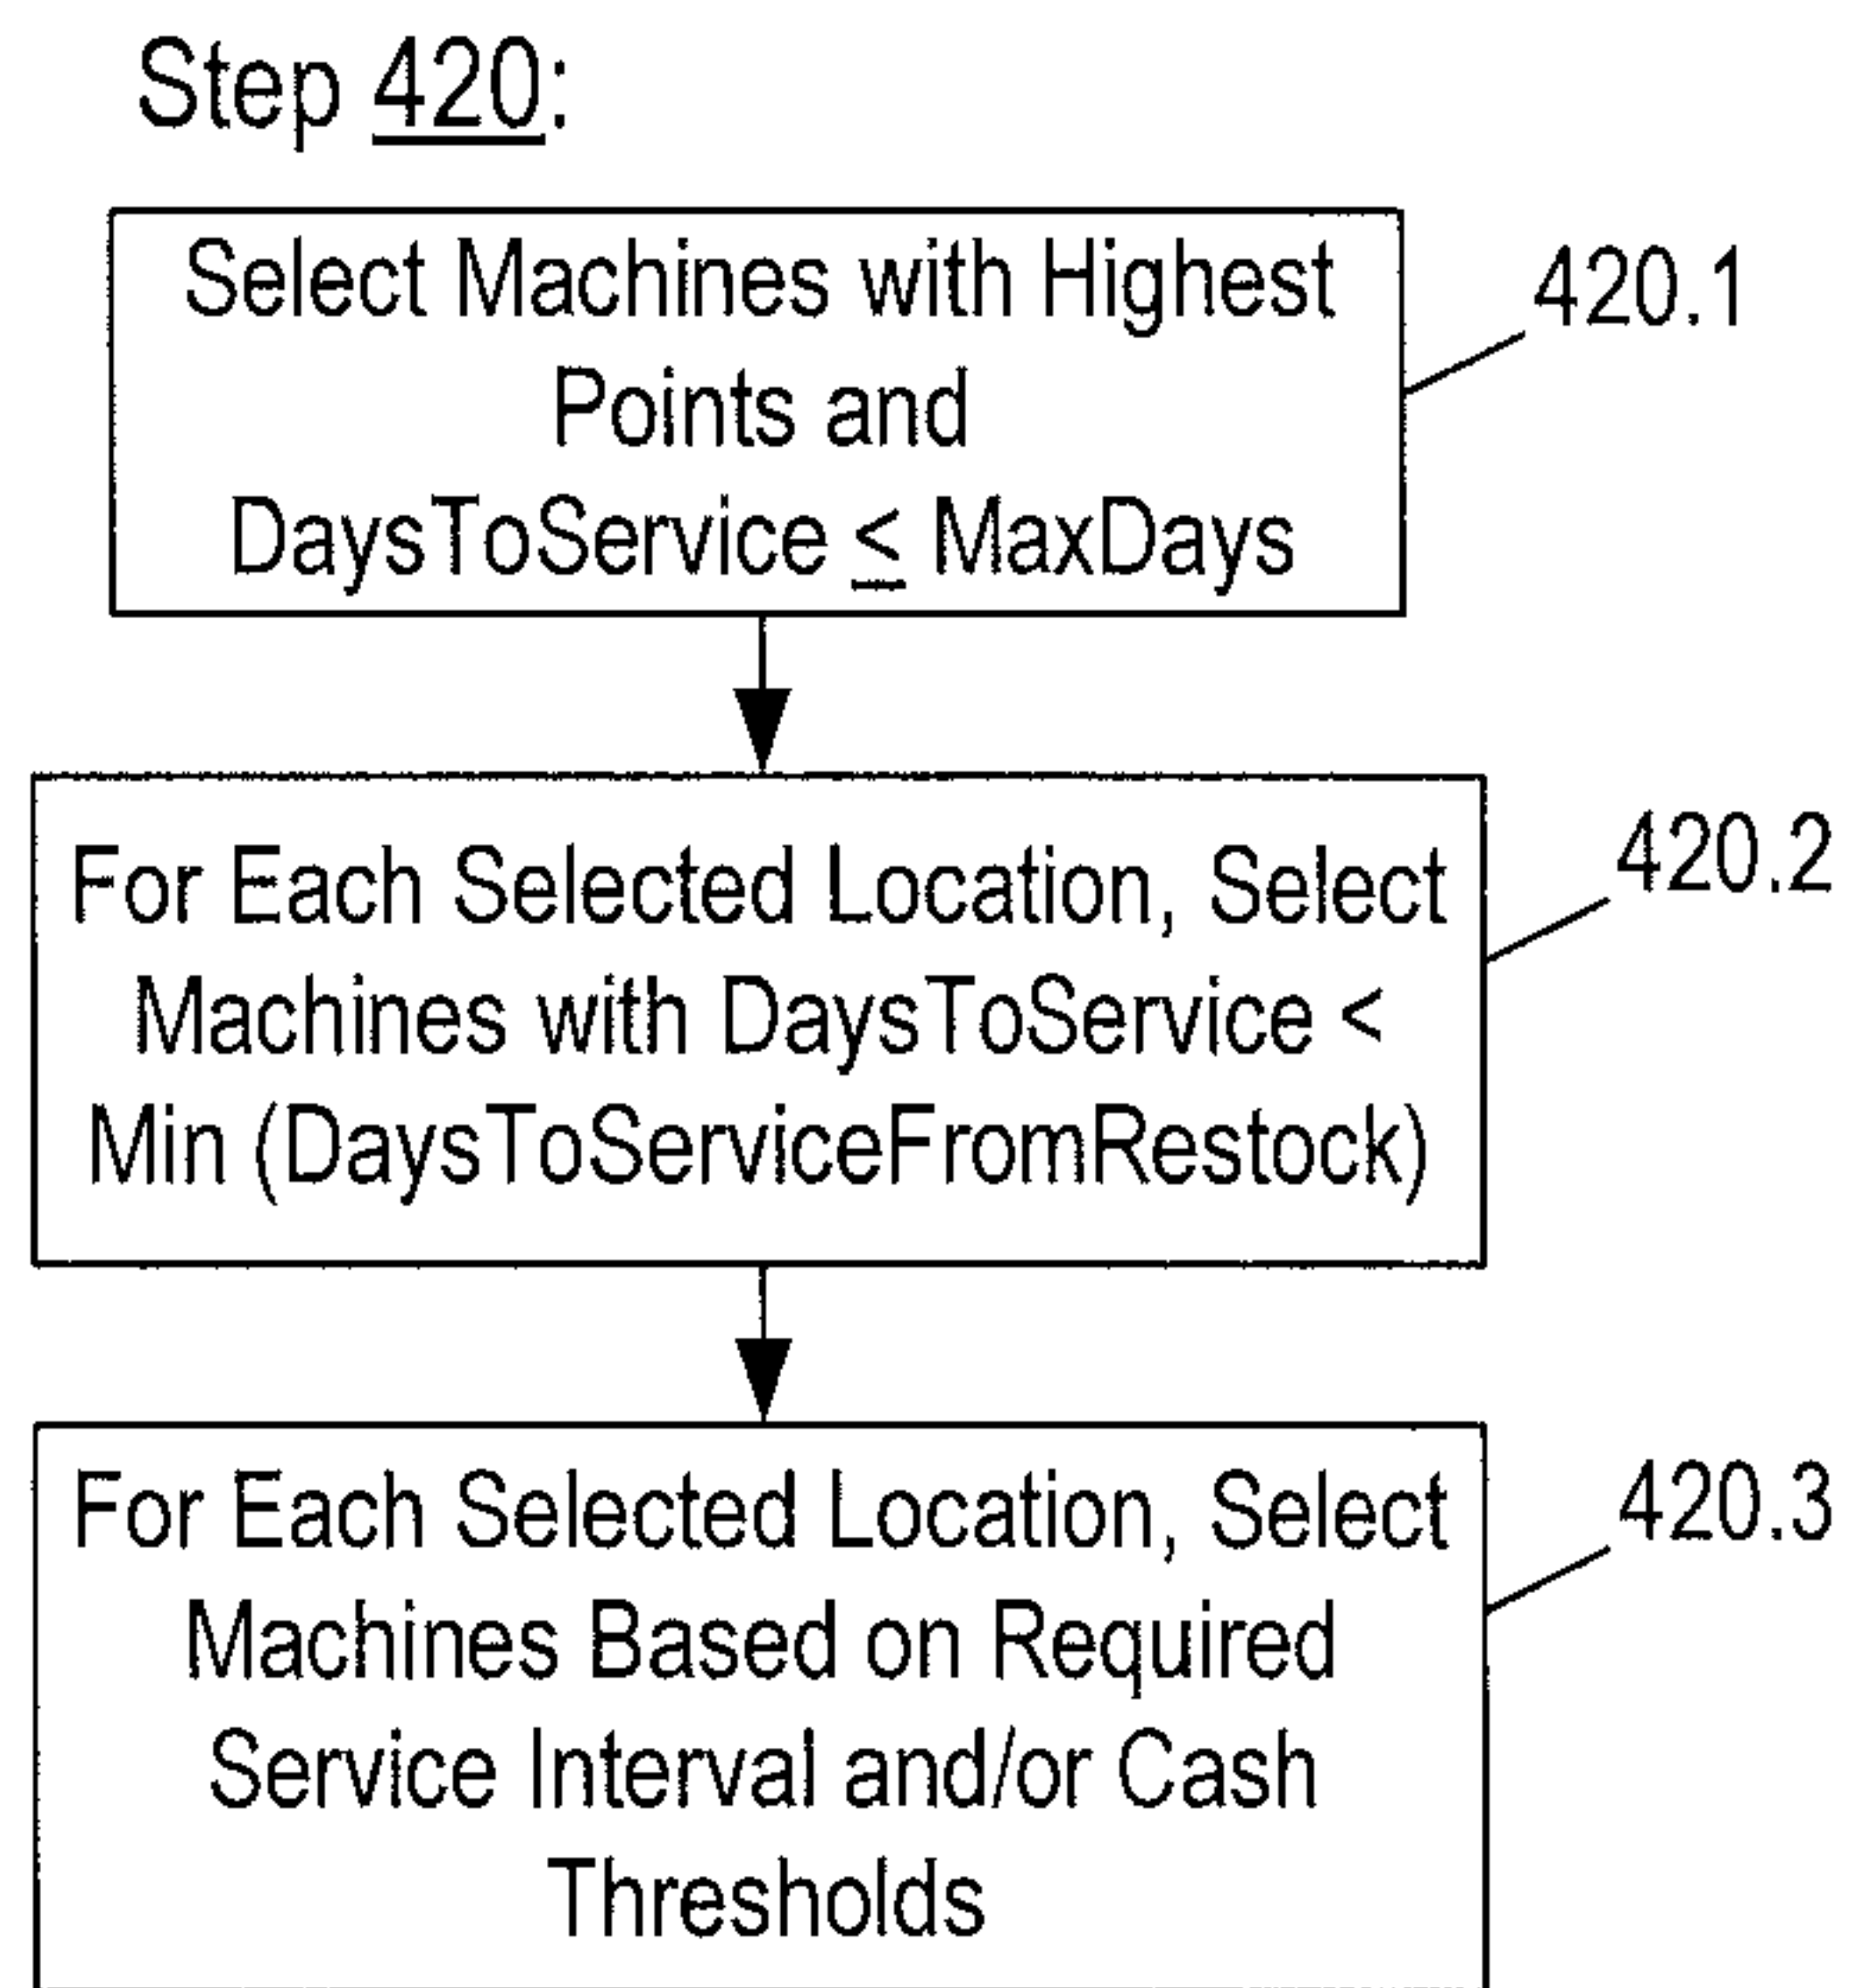 Step 420:
Select Machines with Highest
Points and
DaysToService ≤ MaxDays
420.1
For Each Selected Location, Select
Machines with DaysToService <
Min (DaysToServiceFromRestock)
420.2
For Each Selected Location, Select
Machines Based on Required
Service Interval and/or Cash
Thresholds
420.3